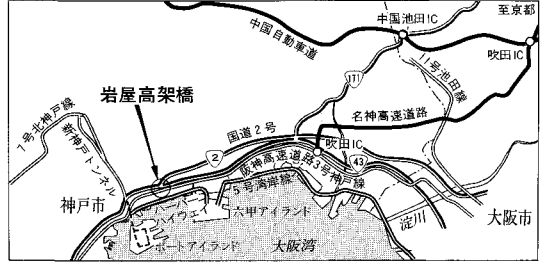 至京都
中国池田IC
中国自動車道
吹田IC
11号池田線
171
岩屋高架橋
7号北神戸線
新神戸トンネル
国道2号
名神高速道路
吹田IC
2
43
阪神高速道路3号神戸線
5号湾岸線
ハーバー
ハイウェイ
六甲アイランド
神戸市
淀川
大阪市
ポートアイランド
大阪湾